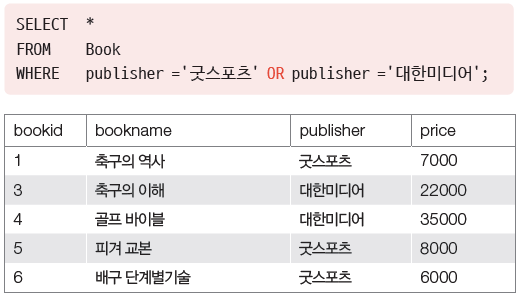 SELECT *
FROM Book
WHERE publisher ='굿스포츠' OR publisher ='대한미디어';
bookid bookname publisher price
1 축구의 역사 굿스포츠 7000
3 축구의 이해 대한미디어 22000
4 골프 바이블 대한미디어 35000
5 피겨 교본 굿스포츠 8000
6 배구 단계별기술 굿스포츠 6000